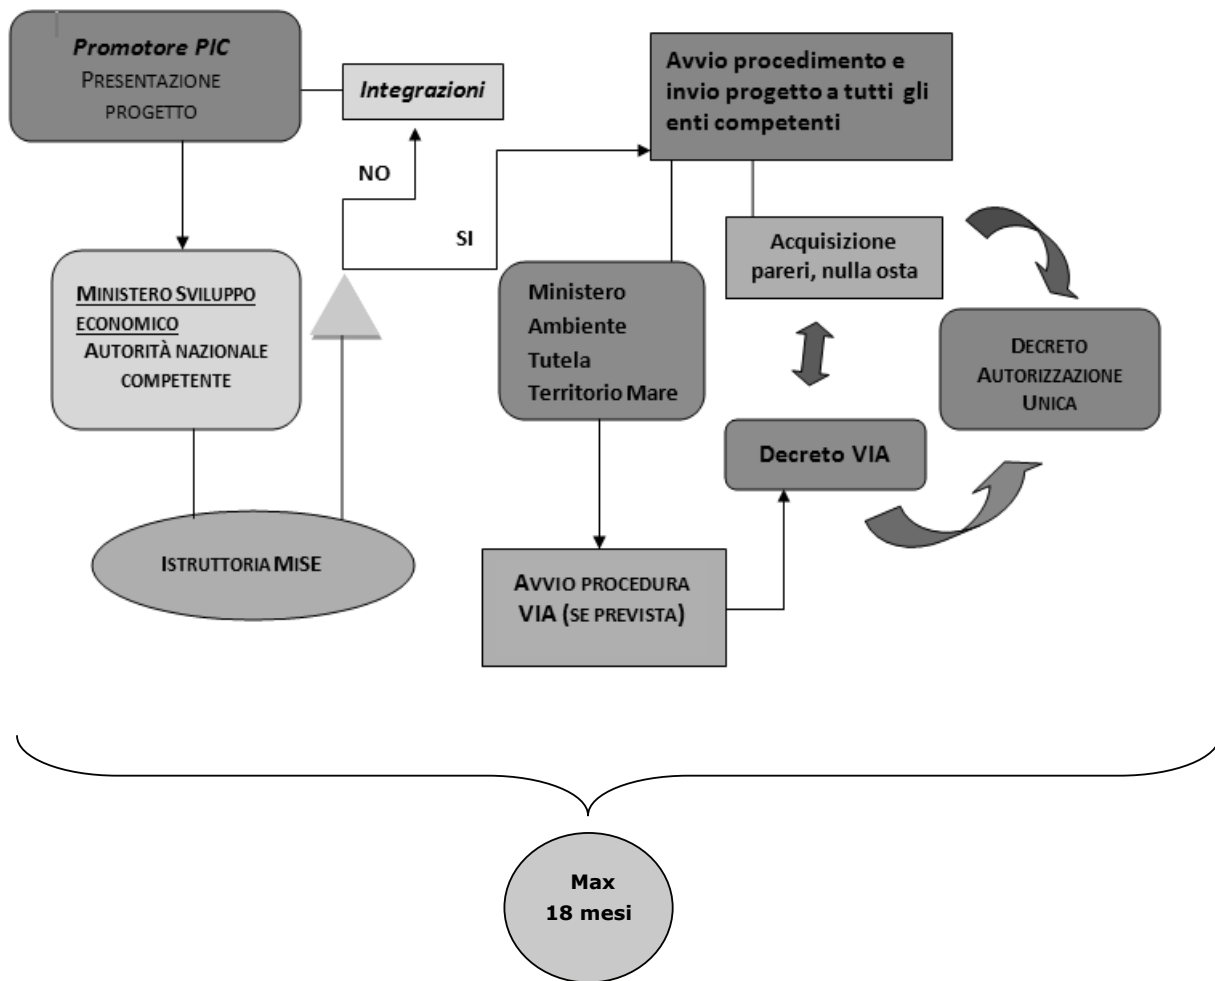 Promotore PIC
PRESENTAZIONE
PROGETTO
Integrazioni
Avvio procedimento e
invio progetto a tutti gli
enti competenti
NO
SI
MINISTERO SVILUPPO
ECONOMICO
AUTORITÀ NAZIONALE
COMPETENTE
Acquisizione
pareri, nulla osta
Ministero
Ambiente
Tutela
Territorio Mare
DECRETO
AUTORIZZAZIONE
UNICA
Decreto VIA
ISTRUTTORIA MISE
AVVIO PROCEDURA
VIA (SE PREVISTA)
Max
18 mesi